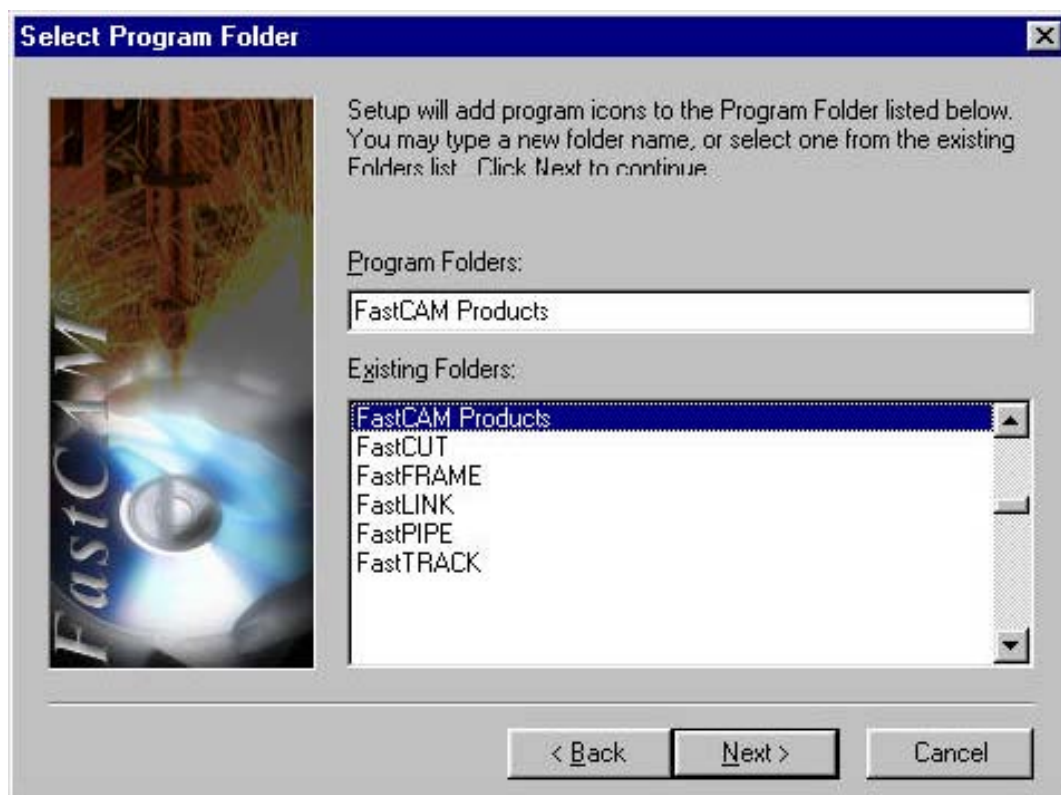 Select Program Folder
Setup will add program icons to the Program Folder listed below.
You may type a new folder name, or select one from the existing
Folders list. Click Next to continue
Program Folders:
FastCAM Products
Existing Folders:
FastCAM Products
FastCUT
FastFRAME
FastLINK
FastPIPE
FastTRACK
FastCAM®
< Back
Next >
Cancel